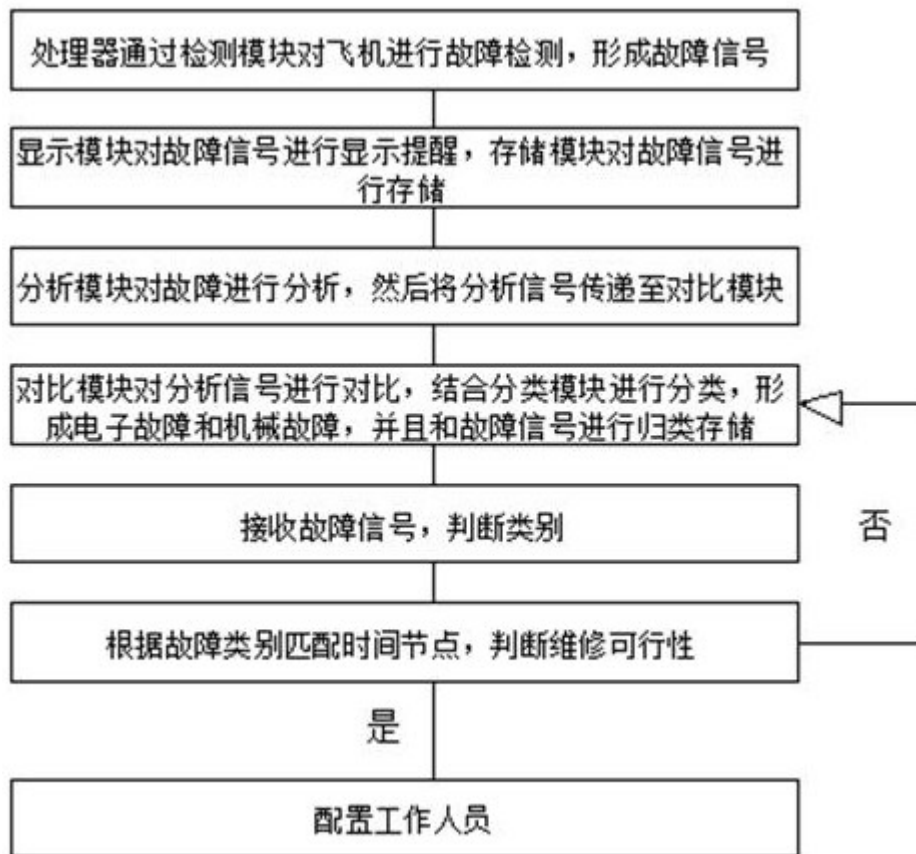 处理器通过检测模块对飞机进行故障检测，形成故障信号
显示模块对故障信号进行显示提醒，存储模块对故障信号进
行存储
分析模块对故障进行分析，然后将分析信号传递至对比模块
对比模块对分析信号进行对比，结合分类模块进行分类，形
成电子故障和机械故障，并且和故障信号进行归类存储
接收故障信号，判断类别
否
根据故障类别匹配时间节点，判断维修可行性
是
配置工作人员